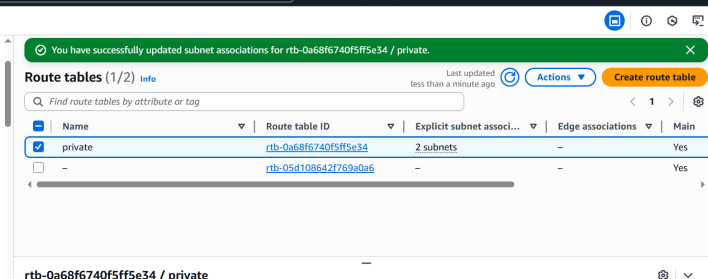 You have successfully updated subnet associations for rtb-0a68f6740f5ff5e34 / private.
Route tables (1/2) Info
Last updated
less than a minute ago
Actions
Create route table
Find route tables by attribute or tag
1
Name Route table ID Explicit subnet associ... Edge associations Main
private rtb-0a68f6740f5ff5e34 2 subnets – Yes
– rtb-05d108642f769a0a6 – – Yes
rtb-0a68f6740f5ff5e34 / private